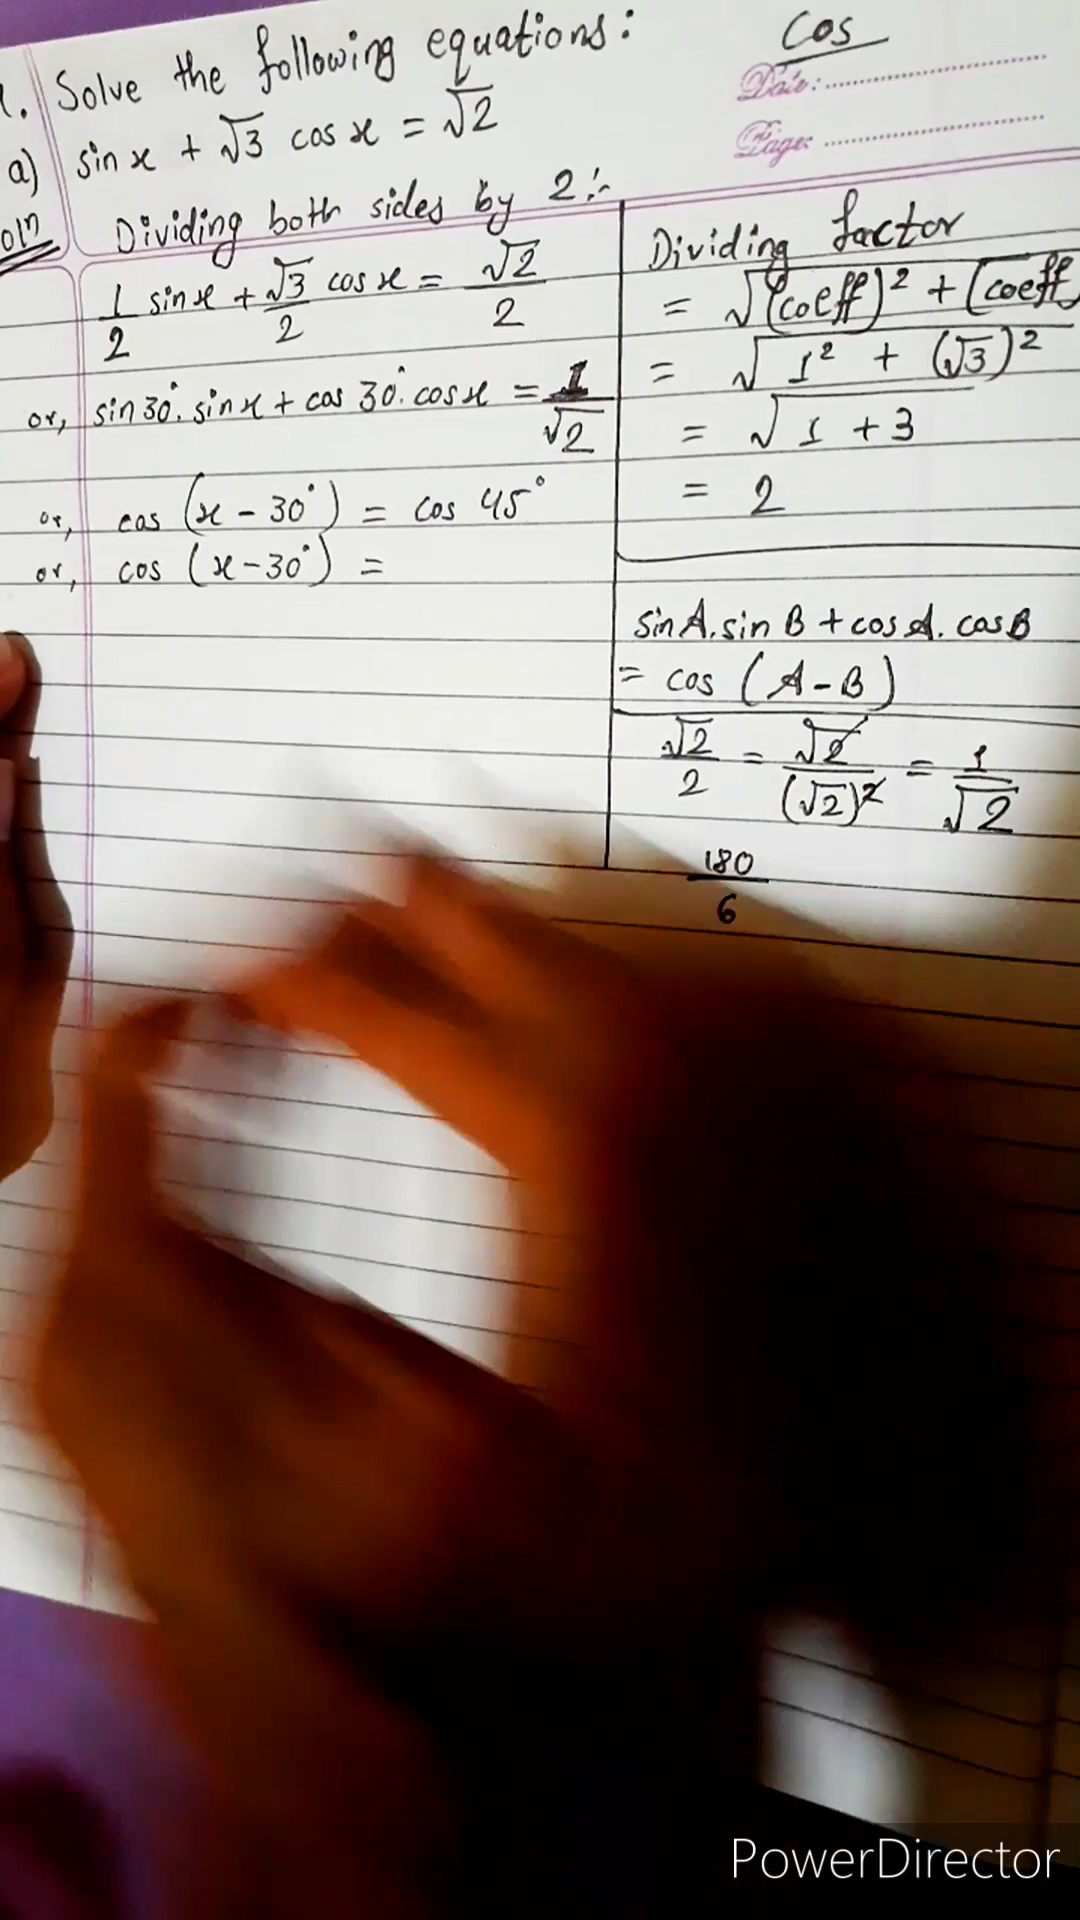 1. Solve the following equations:
a) sin x + √3 cos x = √2
Soln Dividing both sides by 2:-
1/2 sin x + √3/2 cos x = √2/2
or, sin 30°. sin x + cos 30°. cos x = 1/√2
or, cos (x - 30°) = cos 45°
or, cos (x - 30°) =
Cos
Date:
Page:
Dividing factor
= √(coeff)² + (coeff
= √1² + (√3)²
= √1 + 3
= 2
sin A. sin B + cos A. cos B
= cos (A - B)
√2/2 = √2/(√2)² = 1/√2
180/6
PowerDirector